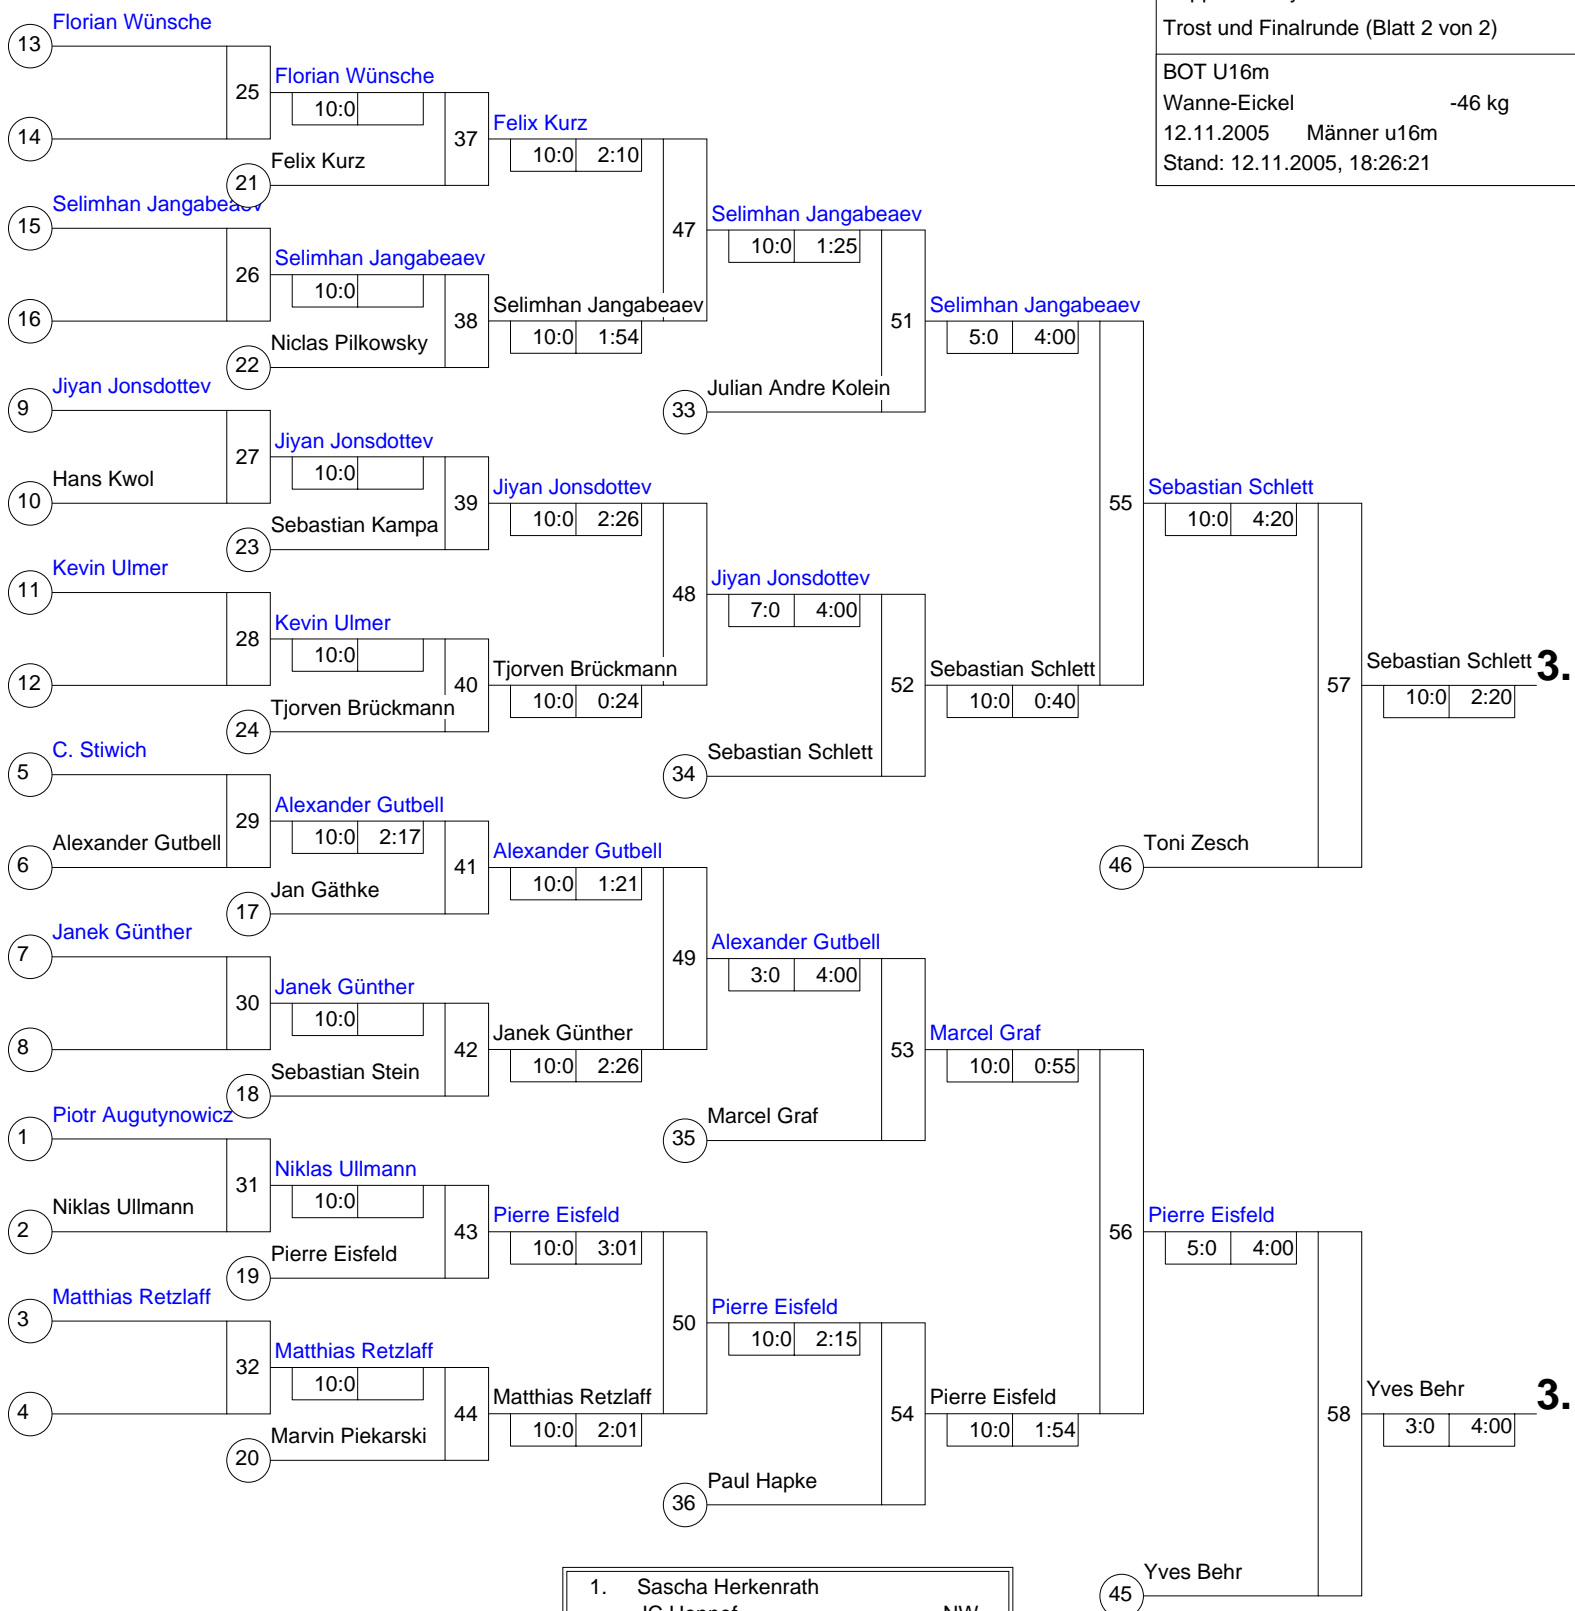 Trost und Finalrunde (Blatt 2 von 2)
BOT U16m
Wanne-Eickel -46 kg
12.11.2005 Männer u16m
Stand: 12.11.2005, 18:26:21
13 Florian Wünsche
14
25
15 Selimhan Jangabeaev
16
26
9 Jiyan Jonsdottev
10 Hans Kwol
27
11 Kevin Ulmer
12
28
5 C. Stiwich
6 Alexander Gutbell
29
7 Janek Günther
8
30
1 Piotr Augutynowicz
2 Niklas Ullmann
31
3 Matthias Retzlaff
4
32
Florian Wünsche
10:0
21 Felix Kurz
37
Selimhan Jangabeaev
10:0
22 Niclas Pilkowsky
38
Jiyan Jonsdottev
10:0
23 Sebastian Kampa
39
Kevin Ulmer
10:0
24 Tjorven Brückmann
40
Alexander Gutbell
10:0 2:17
17 Jan Gäthke
41
Janek Günther
10:0
18 Sebastian Stein
42
Niklas Ullmann
10:0
19 Pierre Eisfeld
43
Matthias Retzlaff
10:0
20 Marvin Piekarski
44
Felix Kurz
10:0 2:10
47
Selimhan Jangabeaev
10:0 1:54
Jiyan Jonsdottev
10:0 2:26
48
Tjorven Brückmann
10:0 0:24
Alexander Gutbell
10:0 1:21
49
Janek Günther
10:0 2:26
Pierre Eisfeld
10:0 3:01
50
Matthias Retzlaff
10:0 2:01
Selimhan Jangabeaev
10:0 1:25
51
33 Julian Andre Kolein
Jiyan Jonsdottev
7:0 4:00
52
34 Sebastian Schlett
Alexander Gutbell
3:0 4:00
53
35 Marcel Graf
Pierre Eisfeld
10:0 2:15
54
36 Paul Hapke
Selimhan Jangabeaev
5:0 4:00
55
Sebastian Schlett
10:0 0:40
Marcel Graf
10:0 0:55
56
Pierre Eisfeld
10:0 1:54
Sebastian Schlett
10:0 4:20
57
46 Toni Zesch
Pierre Eisfeld
5:0 4:00
58
45 Yves Behr
Sebastian Schlett 3.
10:0 2:20
Yves Behr 3.
3:0 4:00
1. Sascha Herkenrath